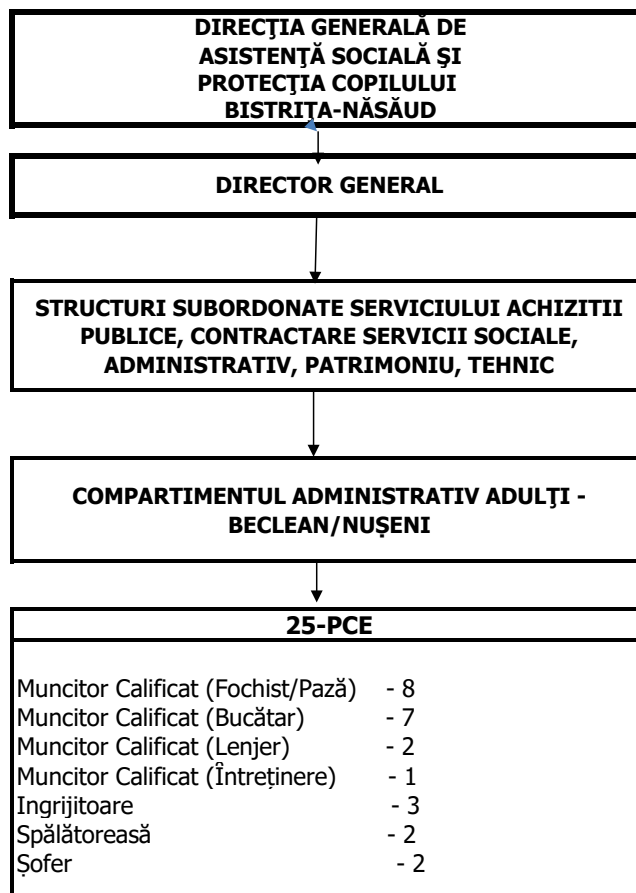 DIRECŢIA GENERALĂ DE
ASISTENŢĂ SOCIALĂ ŞI
PROTECŢIA COPILULUI
BISTRIŢA-NĂSĂUD
DIRECTOR GENERAL
STRUCTURI SUBORDONATE SERVICIULUI ACHIZITII
PUBLICE, CONTRACTARE SERVICII SOCIALE,
ADMINISTRATIV, PATRIMONIU, TEHNIC
COMPARTIMENTUL ADMINISTRATIV ADULŢI -
BECLEAN/NUȘENI
25-PCE
Muncitor Calificat (Fochist/Pază) - 8
Muncitor Calificat (Bucătar) - 7
Muncitor Calificat (Lenjer) - 2
Muncitor Calificat (Întreținere) - 1
Ingrijitoare - 3
Spălătoreasă - 2
Șofer - 2